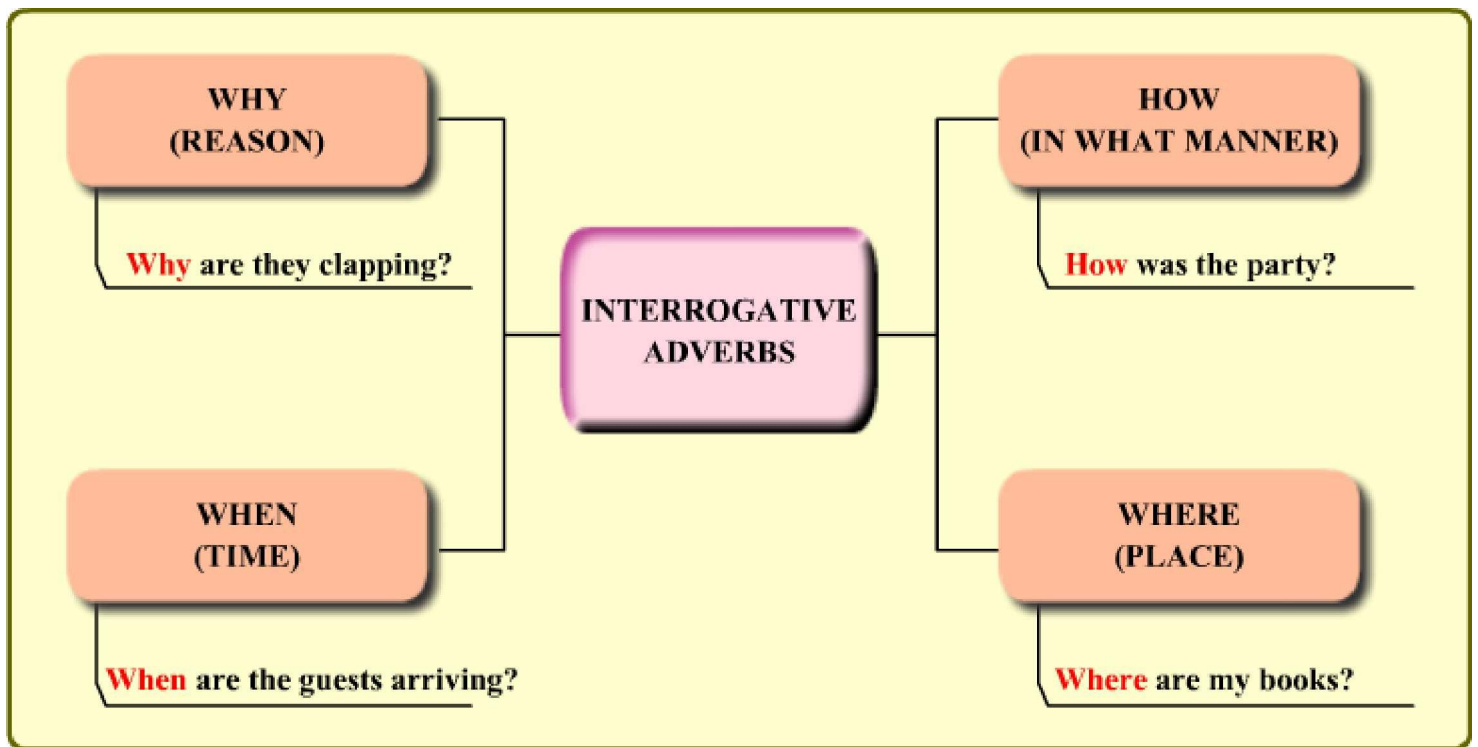 WHY
(REASON)
Why are they clapping?
HOW
(IN WHAT MANNER)
How was the party?
INTERROGATIVE
ADVERBS
WHEN
(TIME)
When are the guests arriving?
WHERE
(PLACE)
Where are my books?